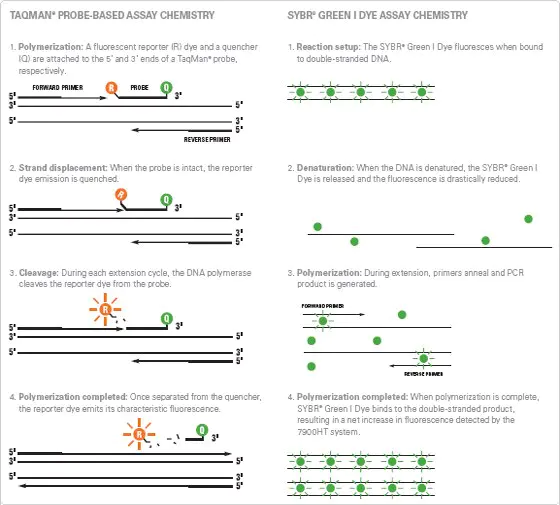 TAQMAN® PROBE-BASED ASSAY CHEMISTRY
1. Polymerization: A fluorescent reporter (R) dye and a quencher
(Q) are attached to the 5' and 3' ends of a TaqMan® probe,
respectively.
FORWARD PRIMER R PROBE Q
5' 3'
3' 5'
5' 3'
5'
REVERSE PRIMER
2. Strand displacement: When the probe is intact, the reporter
dye emission is quenched.
R Q
5' 3'
3' 5'
5' 3'
5'
3. Cleavage: During each extension cycle, the DNA polymerase
cleaves the reporter dye from the probe.
R
Q
5' 3'
3' 5'
5' 3'
5'
4. Polymerization completed: Once separated from the quencher,
the reporter dye emits its characteristic fluorescence.
R Q
3'
5' 3'
3' 5'
5' 3'
5'
SYBR® GREEN I DYE ASSAY CHEMISTRY
1. Reaction setup: The SYBR® Green I Dye fluoresces when bound
to double-stranded DNA.
2. Denaturation: When the DNA is denatured, the SYBR® Green I
Dye is released and the fluorescence is drastically reduced.
3. Polymerization: During extension, primers anneal and PCR
product is generated.
FORWARD PRIMER
REVERSE PRIMER
4. Polymerization completed: When polymerization is complete,
SYBR® Green I Dye binds to the double-stranded product,
resulting in a net increase in fluorescence detected by the
7900HT system.